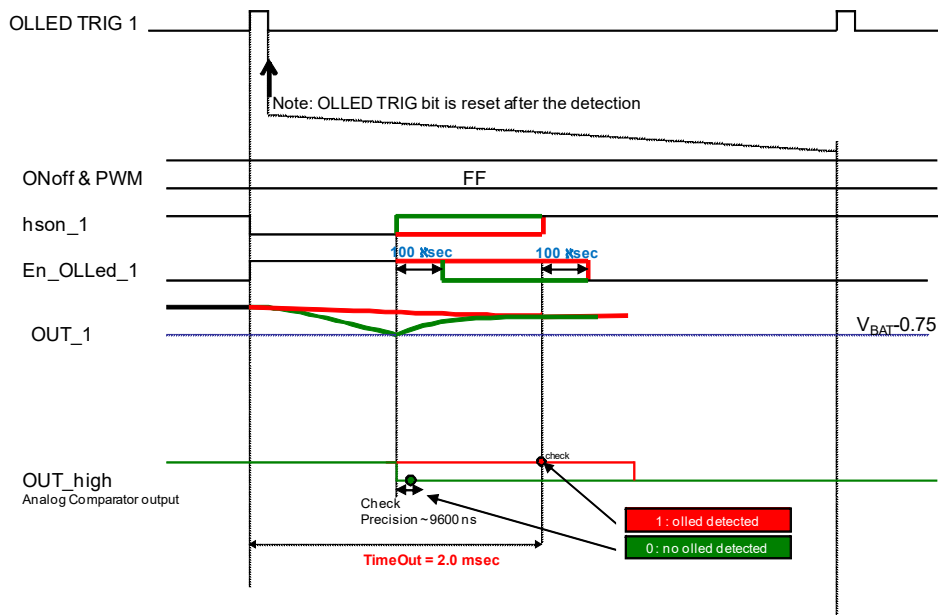 OLLED TRIG 1
Note: OLLED TRIG bit is reset after the detection
ONoff & PWM
FF
hson_1
100 sec
100 sec
En_OLLed_1
OUT_1
VBAT-0.75
check
OUT_high
Analog Comparator output
Check
Precision ~9600 ns
1 : olled detected
0 : no olled detected
TimeOut = 2.0 msec